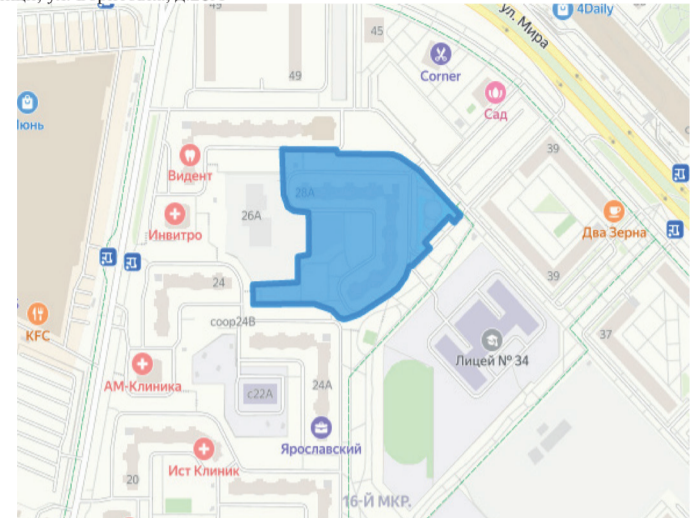 49
45
ул. Мира
4Daily
49
Corner
Сад
39
Видент
28А
26А
Инвитро
Два Зерна
24
39
KFC
соор24В
37
Лицей № 34
АМ-Клиника
с22А
24А
Ярославский
Ист Клиник
20
16-Й МКР.